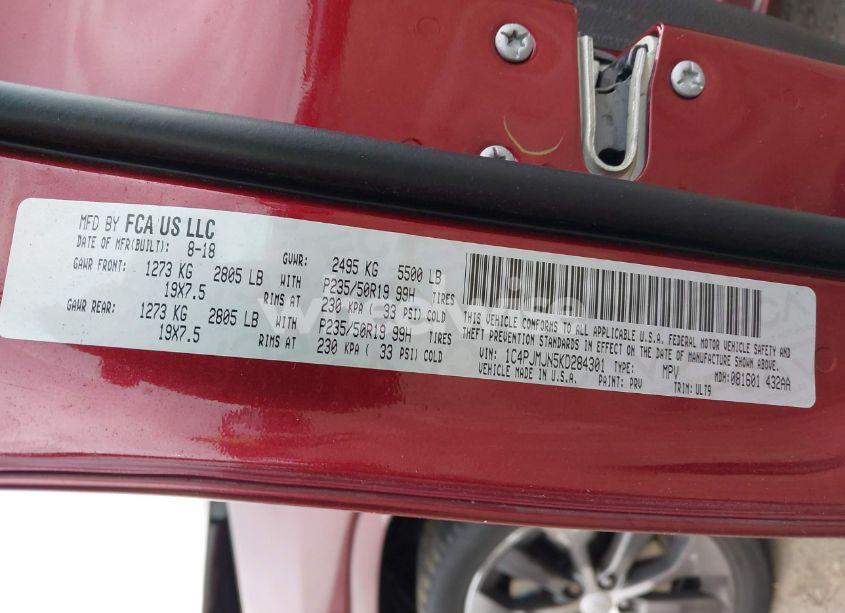 MFD BY FCA US LLC
DATE OF MFR(BUILT): 8-18 GVWR: 2495 KG 5500 LB
GAWR FRONT: 1273 KG 2805 LB WITH P235/50R19 99H TIRES
19X7.5 RIMS AT 230 KPA ( 33 PSI) COLD
GAWR REAR: 1273 KG 2805 LB WITH P235/50R19 99H TIRES
19X7.5 RIMS AT 230 KPA ( 33 PSI) COLD
THIS VEHICLE CONFORMS TO ALL APPLICABLE U.S.A. FEDERAL MOTOR VEHICLE SAFETY AND
THEFT PREVENTION STANDARDS IN EFFECT ON THE DATE OF MANUFACTURE SHOWN ABOVE.
VIN: 1C4PJMJN5KD284301 TYPE: MPV MDH: 081601 432AA
VEHICLE MADE IN U.S.A. PAINT: PRV TRIM: ULT9